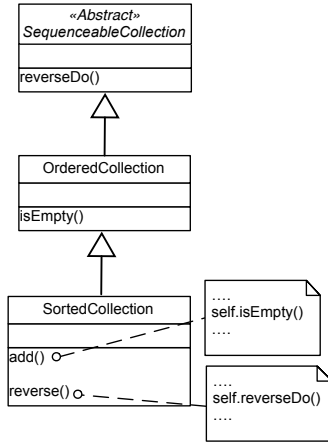 «Abstract»
SequenceableCollection
reverseDo()
OrderedCollection
isEmpty()
SortedCollection
add()
reverse()
....
self.isEmpty()
....
....
self.reverseDo()
....